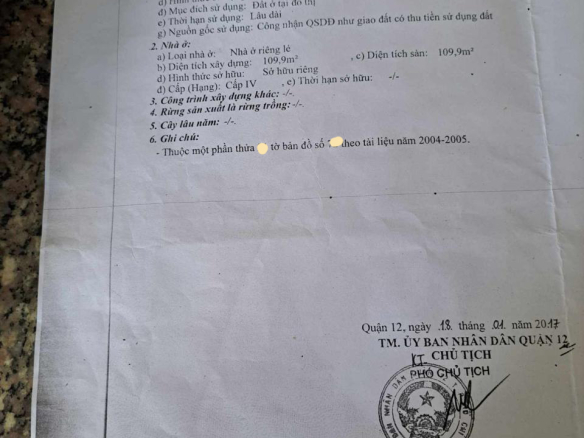 đ) Mục đích sử dụng: Đất ở tại đô thị
e) Thời hạn sử dụng: Lâu dài
g) Nguồn gốc sử dụng: Công nhận QSDĐ như giao đất có thu tiền sử dụng đất
2. Nhà ở:
a) Loại nhà ở: Nhà ở riêng lẻ
b) Diện tích xây dựng: 109,9m² , c) Diện tích sàn: 109,9m²
d) Hình thức sở hữu: Sở hữu riêng
đ) Cấp (Hạng): Cấp IV , e) Thời hạn sở hữu: -/-
3. Công trình xây dựng khác: -/-
4. Rừng sản xuất là rừng trồng: -/-
5. Cây lâu năm: -/-
6. Ghi chú:
- Thuộc một phần thửa tờ bản đồ số theo tài liệu năm 2004-2005.
Quận 12, ngày .18. tháng .01. năm 2017
TM. ỦY BAN NHÂN DÂN QUẬN 12
KT. CHỦ TỊCH
PHÓ CHỦ TỊCH